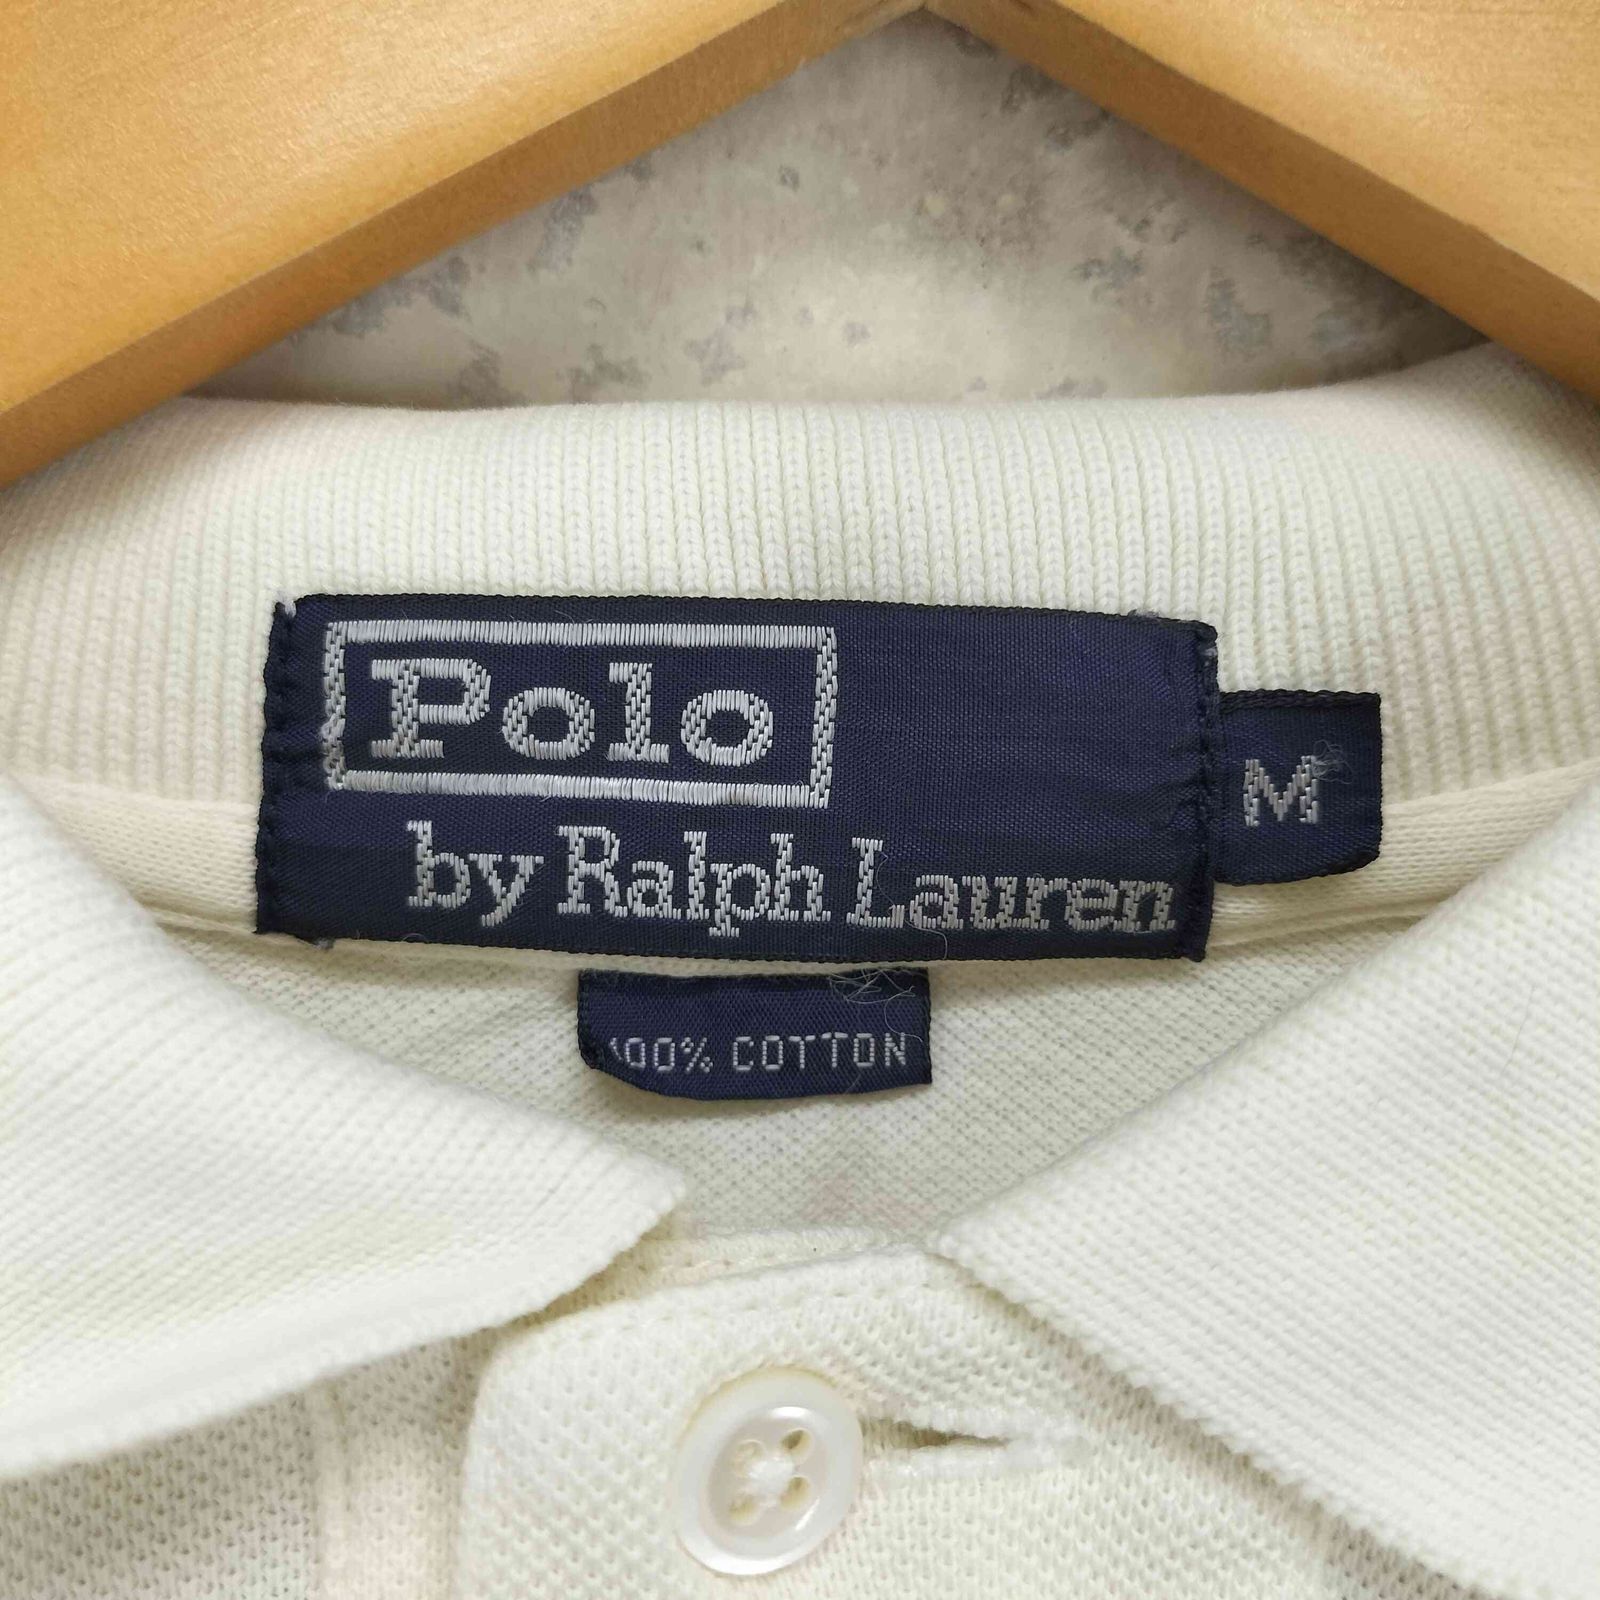 Polo
by Ralph Lauren
M
100% COTTON